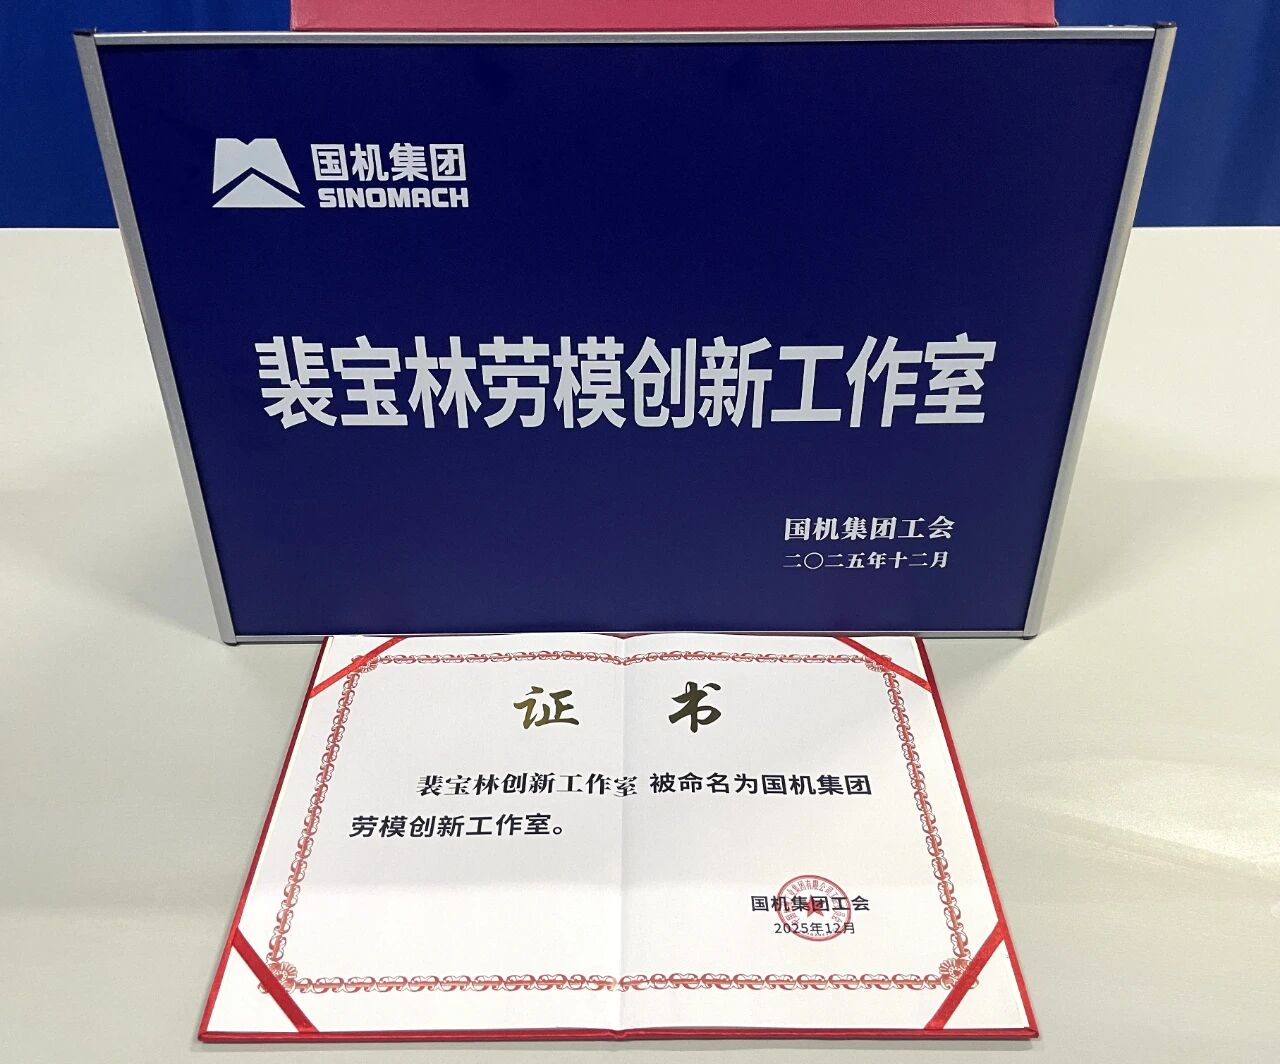 国机集团
SINOMACH
裴宝林劳模创新工作室
国机集团工会
二〇二五年十二月
证 书
裴宝林创新工作室 被命名为国机集团
劳模创新工作室。
国机集团工会
2025年12月